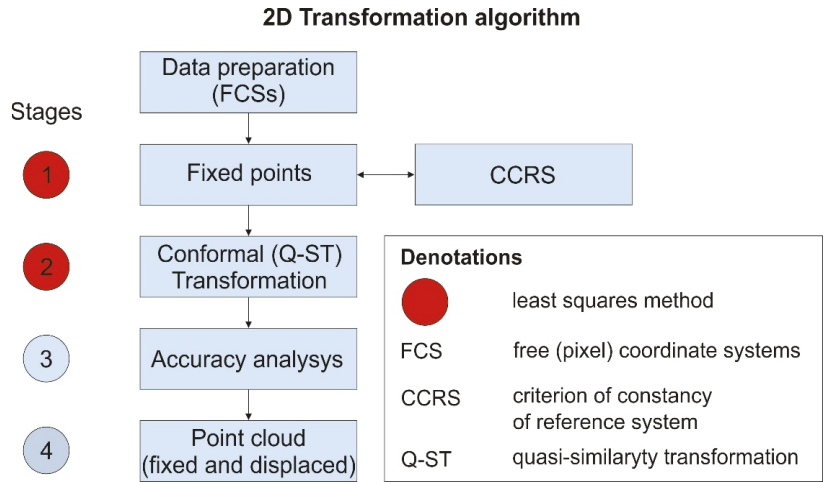 2D Transformation algorithm
Data preparation
(FCSs)
Stages
1
Fixed points
CCRS
2
Conformal (Q-ST)
Transformation
3
Accuracy analysys
4
Point cloud
(fixed and displaced)
Denotations
least squares method
FCS free (pixel) coordinate systems
CCRS criterion of constancy
of reference system
Q-ST quasi-similaryty transformation